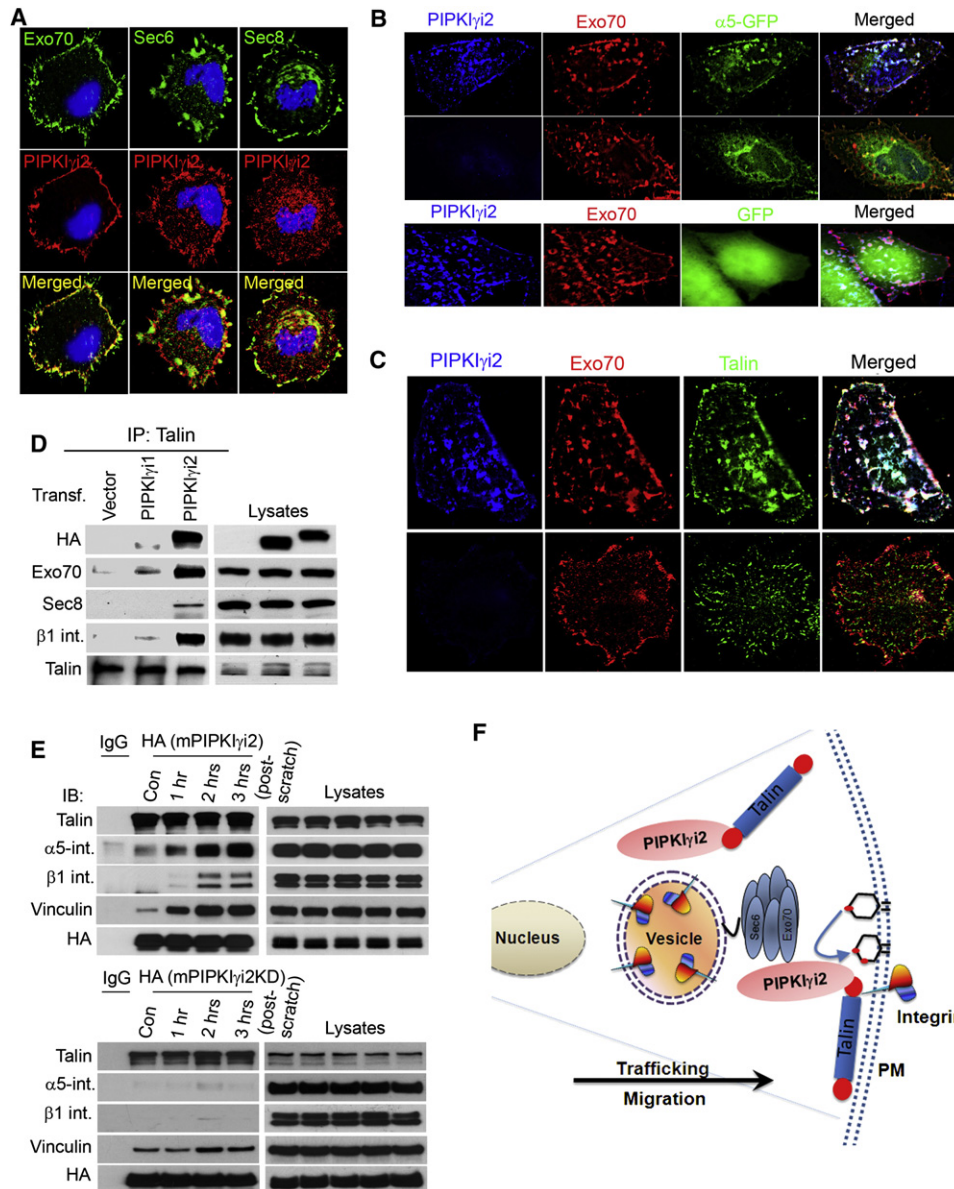 A
Exo70 Sec6 Sec8
PIPKIγi2 PIPKIγi2 PIPKIγi2
Merged Merged Merged
B
PIPKIγi2 Exo70 α5-GFP Merged
PIPKIγi2 Exo70 GFP Merged
C
PIPKIγi2 Exo70 Talin Merged
D
IP: Talin
Transf. Vector PIPKIγi1 PIPKIγi2 Lysates
HA
Exo70
Sec8
β1 int.
Talin
E
IgG HA (mPIPKIγi2)
IB: Con 1 hr 2 hrs 3 hrs (post-scratch) Lysates
Talin
α5-int.
β1 int.
Vinculin
HA
IgG HA (mPIPKIγi2KD)
Con 1 hr 2 hrs 3 hrs (post-scratch) Lysates
Talin
α5-int.
β1 int.
Vinculin
HA
F
Talin
PIPKIγi2
Nucleus
Vesicle
Sec6
Exo70
PIPKIγi2
Integrin
Talin
PM
Trafficking
Migration